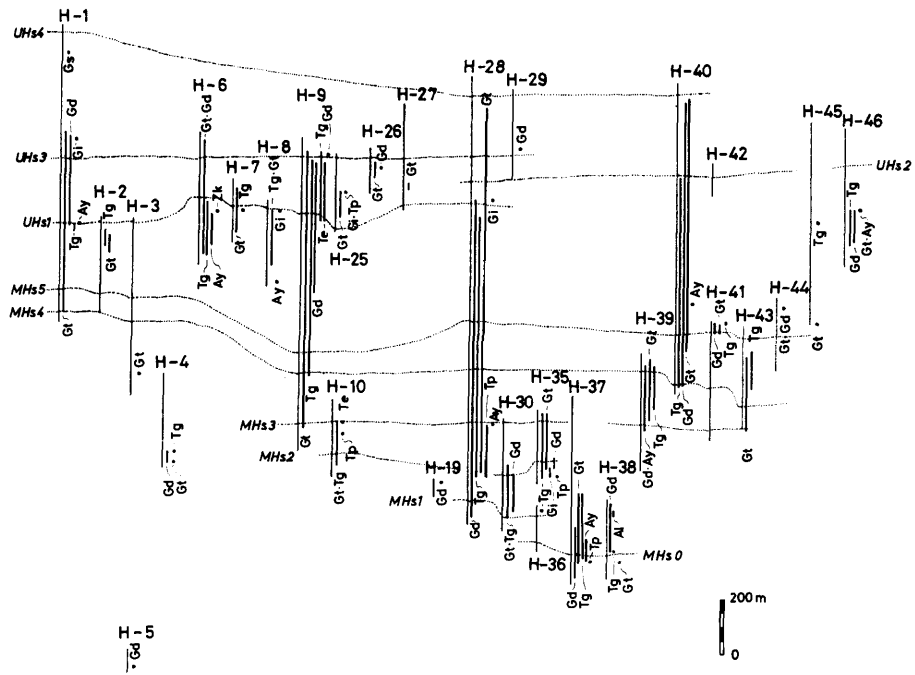 H-1
UHs4
Gs
Gd
UHs3
Gi
UHs1
Ay
Tg
MHs5
MHs4
Gt
H-2
Tg
Gt
H-3
Gt
H-4
Tg
Gd
Gt
H-5
Gd
H-6
Gt·Gd
Zk
Tg
Ay
H-7
Tg
Gt
H-8
Tg·Gt
Gi
Ay
H-9
Tg
Gd
Te
Gd
Tg
Gt
MHs3
H-25
Gt
Gi·Tp
H-26
Gd
Gt
H-27
Gt
H-10
Te
Tp
Gt·Tg
MHs2
H-19
Gd
MHs1
H-28
Gt
Gi
Tp
Ay
Tg
Gd
H-29
Gd
H-30
Gd
Gt·Tg
H-35
Gt
Gd
Tg
Gi
Tp
H-36
H-37
Gt
Ay
Tp
Gd
Tg
H-38
Gd
Al
Tg
Gt
MHs0
H-39
Gt
Gd·Ay
Tg
H-40
Ay
Gt
Tg
Gd
H-41
Gt
Gd
Tg
H-42
H-43
Tg
Gt
H-44
Gt·Gd
H-45
Tg
Gt
H-46
UHs2
Tg
Gd
Gt·Ay
200m
0